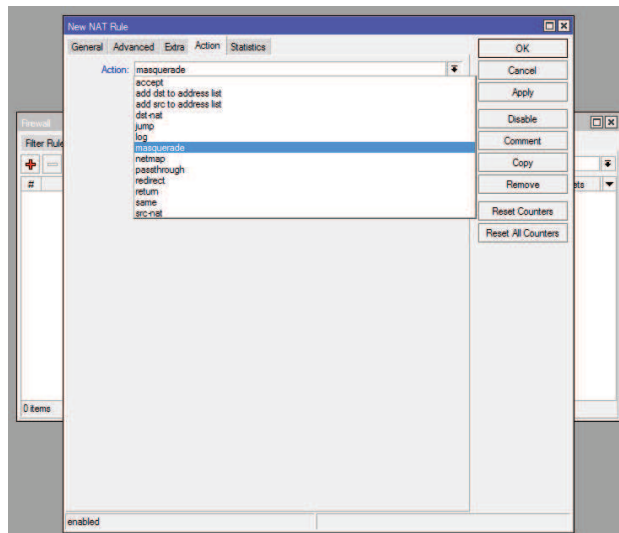 New NAT Rule
General Advanced Extra Action Statistics
Action: masquerade
accept
add dst to address list
add src to address list
dst-nat
jump
log
masquerade
netmap
passthrough
redirect
return
same
src-nat
OK
Cancel
Apply
Disable
Comment
Copy
Remove
Reset Counters
Reset All Counters
enabled
Firewall
Filter Rule
#
ets
0 items